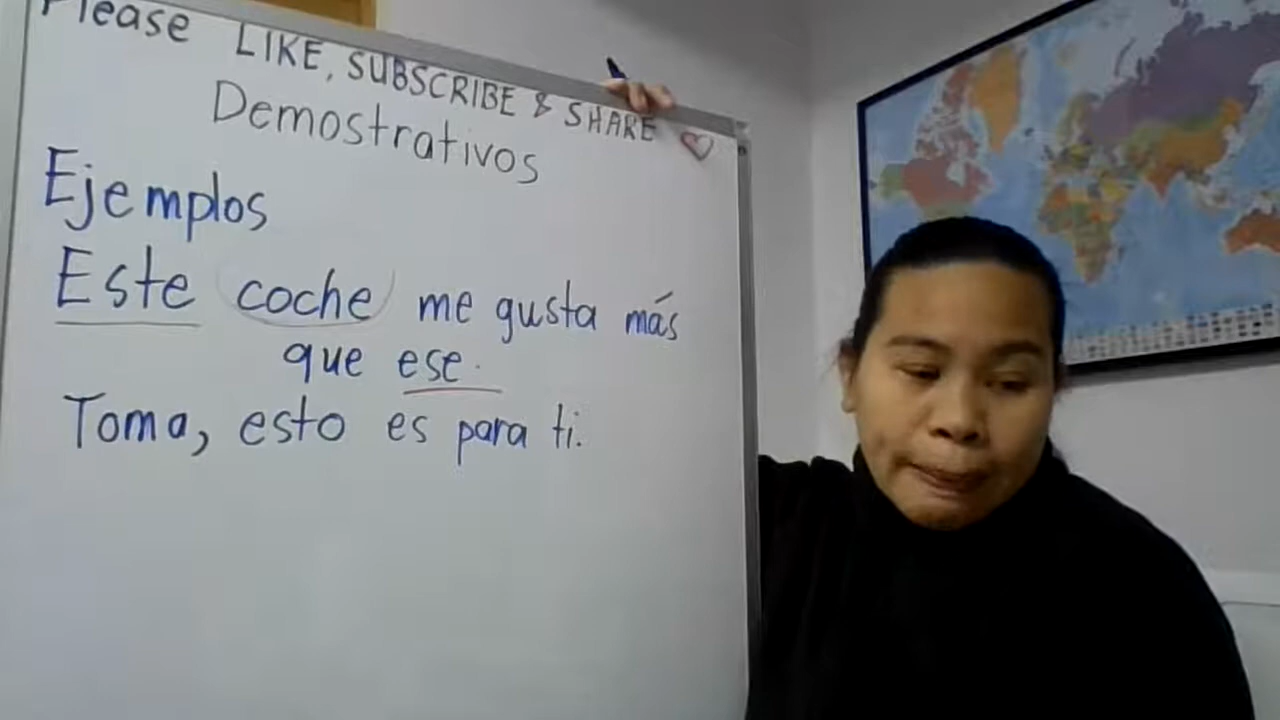 Please LIKE, SUBSCRIBE & SHARE
Demostrativos
Ejemplos
Este coche me gusta más
que ese.
Toma, esto es para ti.